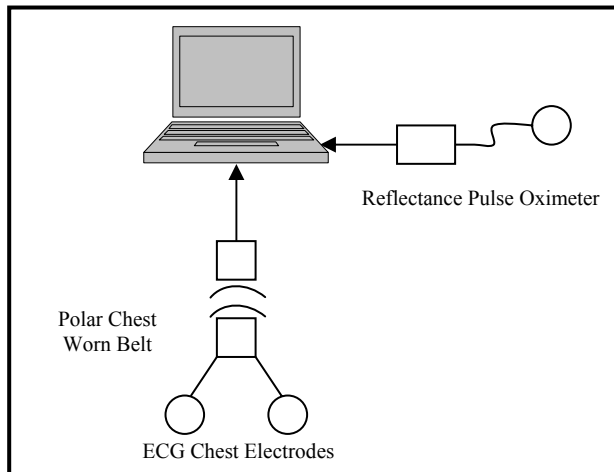 Reflectance Pulse Oximeter
Polar Chest
Worn Belt
ECG Chest Electrodes